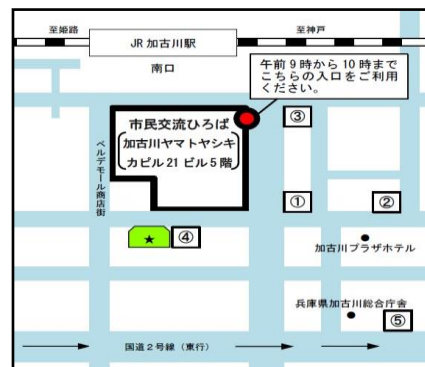 至姫路
至神戸
JR 加古川駅
南口
午前9時から10時まで
こちらの入口をご利用
ください。
市民交流ひろば
加古川ヤマトヤシキ
カピル21ビル5階
ベルデモール商店街
③
①
②
★
④
加古川プラザホテル
兵庫県加古川総合庁舎
⑤
国道2号線（東行）